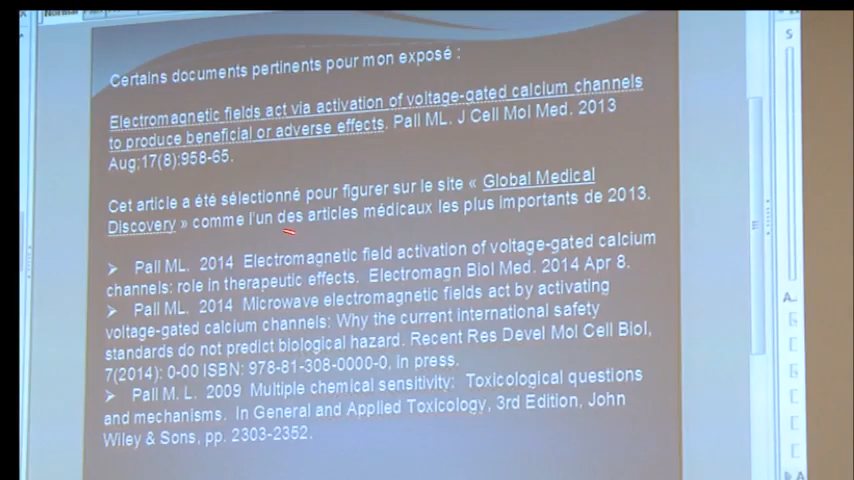 Normal
S
Certains documents pertinents pour mon exposé :
Electromagnetic fields act via activation of voltage-gated calcium channels
to produce beneficial or adverse effects. Pall ML. J Cell Mol Med. 2013
Aug;17(8):958-65.
Cet article a été sélectionné pour figurer sur le site « Global Medical
Discovery » comme l'un des articles médicaux les plus importants de 2013.
➢ Pall ML. 2014 Electromagnetic field activation of voltage-gated calcium
channels: role in therapeutic effects. Electromagn Biol Med. 2014 Apr 8.
➢ Pall ML. 2014 Microwave electromagnetic fields act by activating
voltage-gated calcium channels: Why the current international safety
standards do not predict biological hazard. Recent Res Devel Mol Cell Biol,
7(2014): 0-00 ISBN: 978-81-308-0000-0, in press.
➢ Pall M. L. 2009 Multiple chemical sensitivity: Toxicological questions
and mechanisms. In General and Applied Toxicology, 3rd Edition, John
Wiley & Sons, pp. 2303-2352.
A..
A